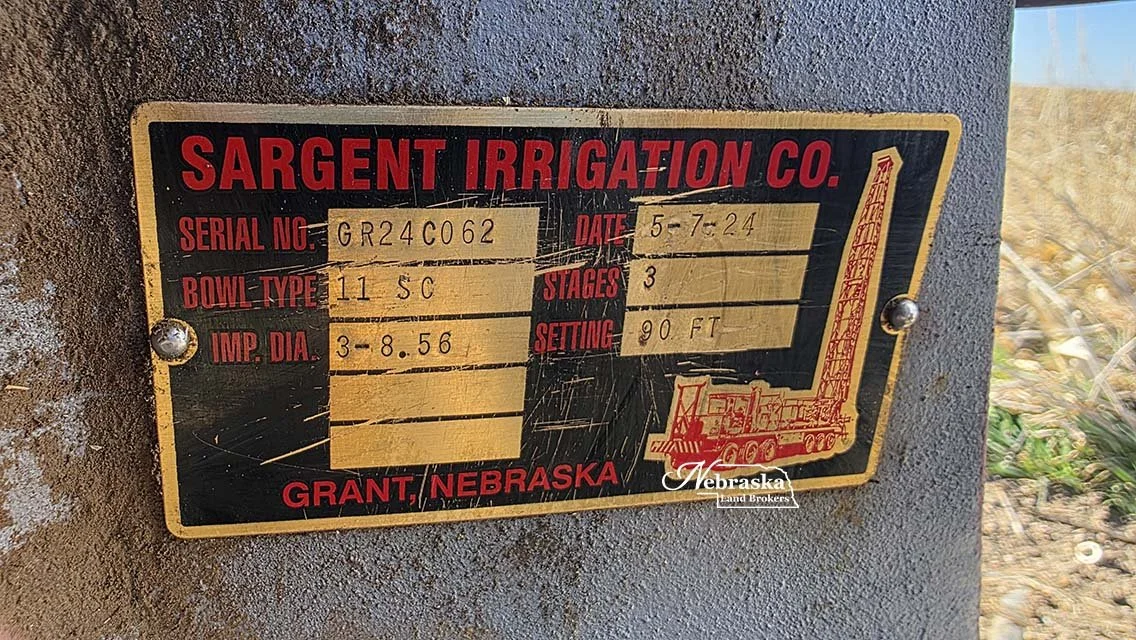 SARGENT IRRIGATION CO.
SERIAL NO. GR24C062 DATE 5-7-24
BOWL TYPE 11 SC STAGES 3
IMP. DIA. 3-8.56 SETTING 90 FT
GRANT, NEBRASKA
Nebraska
Land Brokers